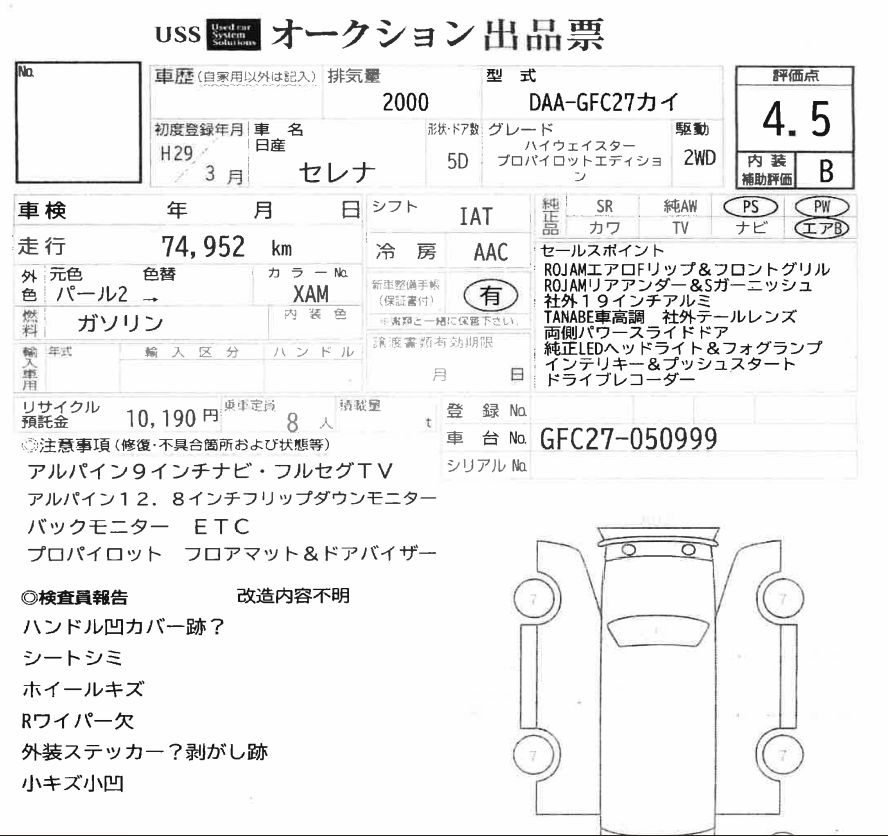 USS Used car System Solutions オークション出品票
No.
車歴(自家用以外は記入) 排気量 型式 評価点
2000 DAA-GFC27カイ 4.5
初度登録年月 車名 形状・ドア数 グレード 駆動
H29 日産 5D ハイウェイスター 2WD
3月 セレナ プロパイロットエディショ
ン
内装補助評価 B
車検 年 月 日 シフト IAT 純正品 SR 純AW PS PW
走行 74,952 km 冷房 AAC カワ TV ナビ エアB
外色 元色 色替 カラーNo. 新車整備手帳(保証書付) 有
パール2 → XAM
燃料 ガソリン 内装色 ※書類と一緒に保管下さい。
輸入車用 年式 輸入区分 ハンドル 譲渡書類有効期限
月 日
セールスポイント
ROJAMエアロFリップ&フロントグリル
ROJAMリアアンダー&Sガーニッシュ
社外19インチアルミ
TANABE車高調 社外テールレンズ
両側パワースライドドア
純正LEDヘッドライト&フォグランプ
インテリキー&プッシュスタート
ドライブレコーダー
リサイクル預託金 10,190円 乗車定員 8人 積載量 t 登録No.
車台No. GFC27-050999
シリアルNo.
◎注意事項(修復・不具合箇所および状態等)
アルパイン9インチナビ・フルセグTV
アルパイン12.8インチフリップダウンモニター
バックモニター ETC
プロパイロット フロアマット&ドアバイザー
◎検査員報告 改造内容不明
ハンドル凹カバー跡?
シートシミ
ホイールキズ
Rワイパー欠
外装ステッカー?剥がし跡
小キズ小凹
7 7
7 7